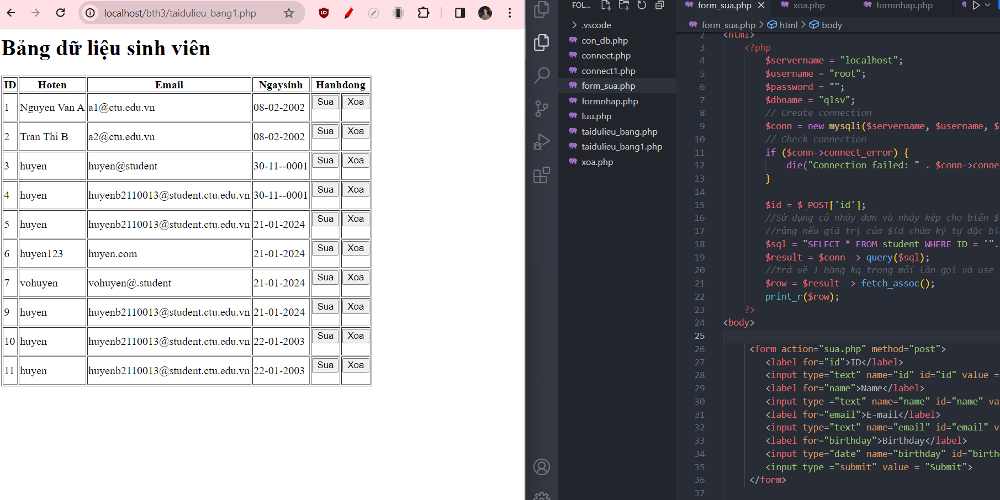 localhost/bth3/taidulieu_bang1.php
Bảng dữ liệu sinh viên
ID Hoten Email Ngaysinh Hanhdong
1 Nguyen Van A a1@ctu.edu.vn 08-02-2002 Sua Xoa
2 Tran Thi B a2@ctu.edu.vn 08-02-2002 Sua Xoa
3 huyen huyen@student 30-11--0001 Sua Xoa
4 huyen huyenb2110013@student.ctu.edu.vn 30-11--0001 Sua Xoa
5 huyen huyenb2110013@student.ctu.edu.vn 21-01-2024 Sua Xoa
6 huyen123 huyen.com 21-01-2024 Sua Xoa
7 vohuyen vohuyen@.student 21-01-2024 Sua Xoa
9 huyen huyenb2110013@student.ctu.edu.vn 21-01-2024 Sua Xoa
10 huyen huyenb2110013@student.ctu.edu.vn 22-01-2003 Sua Xoa
11 huyen huyenb2110013@student.ctu.edu.vn 22-01-2003 Sua Xoa
FOL...
.vscode
con_db.php
connect.php
connect1.php
form_sua.php
formnhap.php
luu.php
taidulieu_bang.php
taidulieu_bang1.php
xoa.php
form_sua.php xoa.php formnhap.php
form_sua.php > html > body
2 <html>
3 <?php
4 $servername = "localhost";
5 $username = "root";
6 $password = "";
7 $dbname = "qlsv";
8 // Create connection
9 $conn = new mysqli($servername, $username, $
10 // Check connection
11 if ($conn->connect_error) {
12 die("Connection failed: " . $conn->conne
13 }
14
15 $id = $_POST['id'];
16 //Sử dụng cả nháy đơn và nháy kép cho biến $
17 //rằng nếu giá trị của $id chứa ký tự đặc bi
18 $sql = "SELECT * FROM student WHERE ID = '".
19 $result = $conn -> query($sql);
20 //trả về 1 hàng kq trong mỗi lần gọi và use
21 $row = $result -> fetch_assoc();
22 print_r($row);
23 ?>
24 <body>
25
26 <form action="sua.php" method="post">
27 <label for="id">ID</label>
28 <input type="text" name="id" id="id" value =
29 <label for="name">Name</label>
30 <input type ="text" name="name" id="name" va
31 <label for="email">E-mail</label>
32 <input type="text" name="email" id="email" v
33 <label for="birthday">Birthday</label>
34 <input type="date" name="birthday" id="birth
35 <input type ="submit" value = "Submit">
36 </form>
37